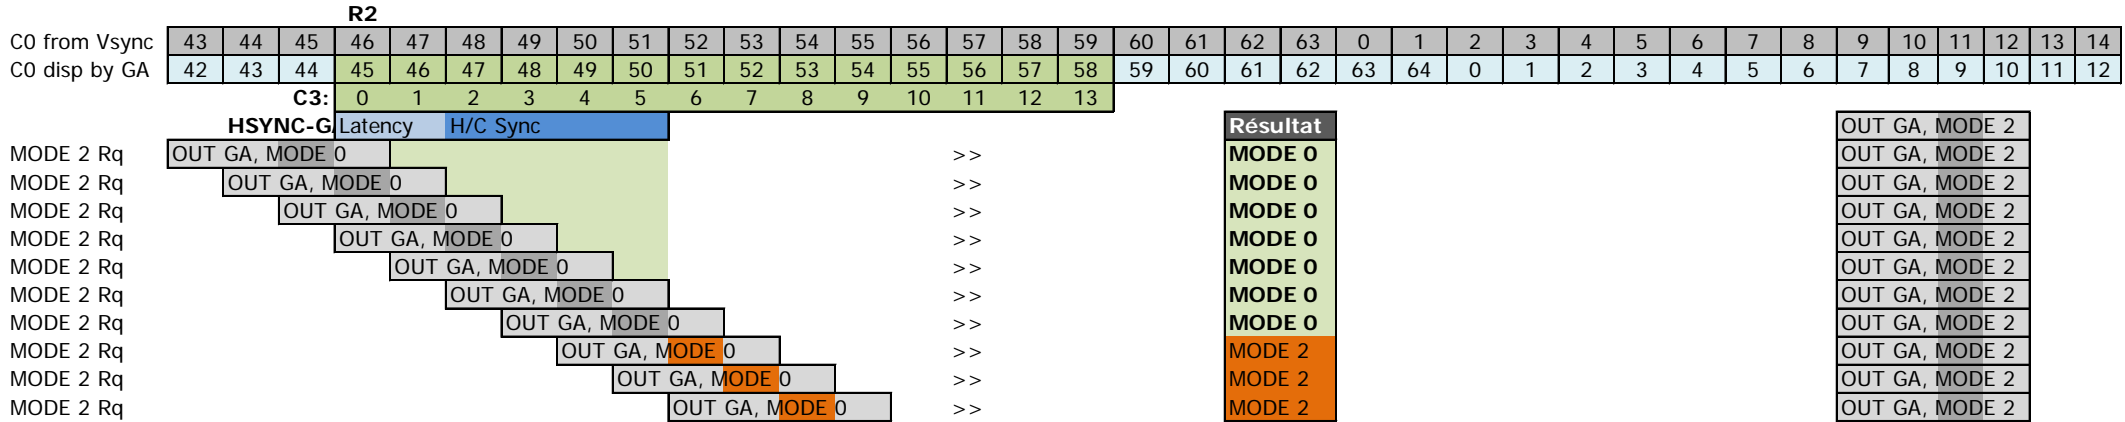 R2
C0 from Vsync 43 44 45 46 47 48 49 50 51 52 53 54 55 56 57 58 59 60 61 62 63 0 1 2 3 4 5 6 7 8 9 10 11 12 13 14
C0 disp by GA 42 43 44 45 46 47 48 49 50 51 52 53 54 55 56 57 58 59 60 61 62 63 64 0 1 2 3 4 5 6 7 8 9 10 11 12
C3: 0 1 2 3 4 5 6 7 8 9 10 11 12 13
HSYNC-GA Latency H/C Sync Résultat OUT GA, MODE 2
MODE 2 Rq OUT GA, MODE 0 >> MODE 0 OUT GA, MODE 2
MODE 2 Rq OUT GA, MODE 0 >> MODE 0 OUT GA, MODE 2
MODE 2 Rq OUT GA, MODE 0 >> MODE 0 OUT GA, MODE 2
MODE 2 Rq OUT GA, MODE 0 >> MODE 0 OUT GA, MODE 2
MODE 2 Rq OUT GA, MODE 0 >> MODE 0 OUT GA, MODE 2
MODE 2 Rq OUT GA, MODE 0 >> MODE 0 OUT GA, MODE 2
MODE 2 Rq OUT GA, MODE 0 >> MODE 0 OUT GA, MODE 2
MODE 2 Rq OUT GA, MODE 0 >> MODE 2 OUT GA, MODE 2
MODE 2 Rq OUT GA, MODE 0 >> MODE 2 OUT GA, MODE 2
MODE 2 Rq OUT GA, MODE 0 >> MODE 2 OUT GA, MODE 2